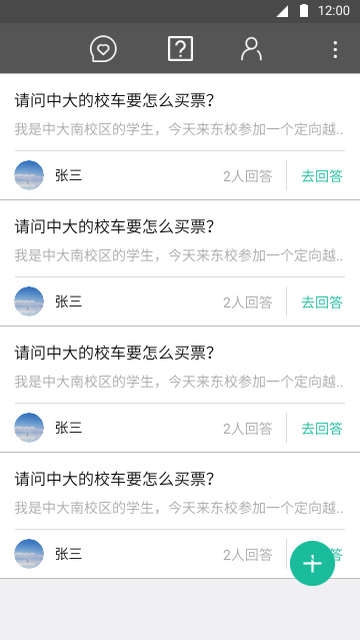 12:00
请问中大的校车要怎么买票?
我是中大南校区的学生，今天来东校参加一个定向越..
张三 2人回答 去回答
请问中大的校车要怎么买票?
我是中大南校区的学生，今天来东校参加一个定向越..
张三 2人回答 去回答
请问中大的校车要怎么买票?
我是中大南校区的学生，今天来东校参加一个定向越..
张三 2人回答 去回答
请问中大的校车要怎么买票?
我是中大南校区的学生，今天来东校参加一个定向越..
张三 2人回答 答